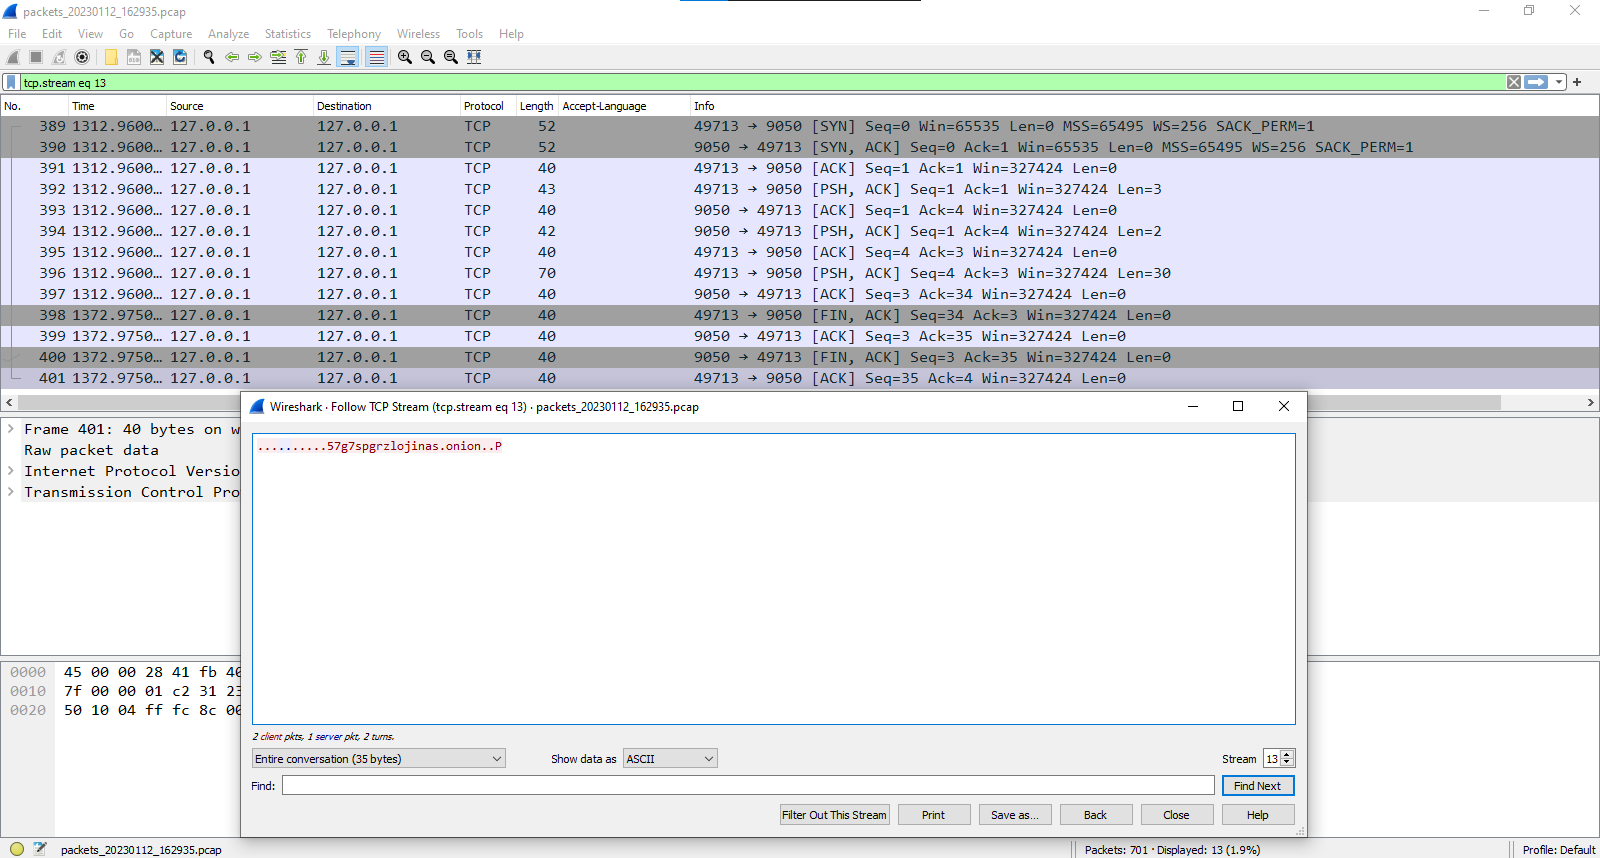 packets_20230112_162935.pcap
File Edit View Go Capture Analyze Statistics Telephony Wireless Tools Help
tcp.stream eq 13
No. Time Source Destination Protocol Length Accept-Language Info
389 1312.9600… 127.0.0.1 127.0.0.1 TCP 52 49713 → 9050 [SYN] Seq=0 Win=65535 Len=0 MSS=65495 WS=256 SACK_PERM=1
390 1312.9600… 127.0.0.1 127.0.0.1 TCP 52 9050 → 49713 [SYN, ACK] Seq=0 Ack=1 Win=65535 Len=0 MSS=65495 WS=256 SACK_PERM=1
391 1312.9600… 127.0.0.1 127.0.0.1 TCP 40 49713 → 9050 [ACK] Seq=1 Ack=1 Win=327424 Len=0
392 1312.9600… 127.0.0.1 127.0.0.1 TCP 43 49713 → 9050 [PSH, ACK] Seq=1 Ack=1 Win=327424 Len=3
393 1312.9600… 127.0.0.1 127.0.0.1 TCP 40 9050 → 49713 [ACK] Seq=1 Ack=4 Win=327424 Len=0
394 1312.9600… 127.0.0.1 127.0.0.1 TCP 42 9050 → 49713 [PSH, ACK] Seq=1 Ack=4 Win=327424 Len=2
395 1312.9600… 127.0.0.1 127.0.0.1 TCP 40 49713 → 9050 [ACK] Seq=4 Ack=3 Win=327424 Len=0
396 1312.9600… 127.0.0.1 127.0.0.1 TCP 70 49713 → 9050 [PSH, ACK] Seq=4 Ack=3 Win=327424 Len=30
397 1312.9600… 127.0.0.1 127.0.0.1 TCP 40 9050 → 49713 [ACK] Seq=3 Ack=34 Win=327424 Len=0
398 1372.9750… 127.0.0.1 127.0.0.1 TCP 40 49713 → 9050 [FIN, ACK] Seq=34 Ack=3 Win=327424 Len=0
399 1372.9750… 127.0.0.1 127.0.0.1 TCP 40 9050 → 49713 [ACK] Seq=3 Ack=35 Win=327424 Len=0
400 1372.9750… 127.0.0.1 127.0.0.1 TCP 40 9050 → 49713 [FIN, ACK] Seq=3 Ack=35 Win=327424 Len=0
401 1372.9750… 127.0.0.1 127.0.0.1 TCP 40 49713 → 9050 [ACK] Seq=35 Ack=4 Win=327424 Len=0
Wireshark · Follow TCP Stream (tcp.stream eq 13) · packets_20230112_162935.pcap
Frame 401: 40 bytes on w
Raw packet data
Internet Protocol Versio
Transmission Control Pro
..........57g7spgrzlojinas.onion..P
0000 45 00 00 28 41 fb 40
0010 7f 00 00 01 c2 31 23
0020 50 10 04 ff fc 8c 00
2 client pkts, 1 server pkt, 2 turns.
Entire conversation (35 bytes) Show data as ASCII Stream 13
Find: Find Next
Filter Out This Stream Print Save as… Back Close Help
packets_20230112_162935.pcap Packets: 701 · Displayed: 13 (1.9%) Profile: Default